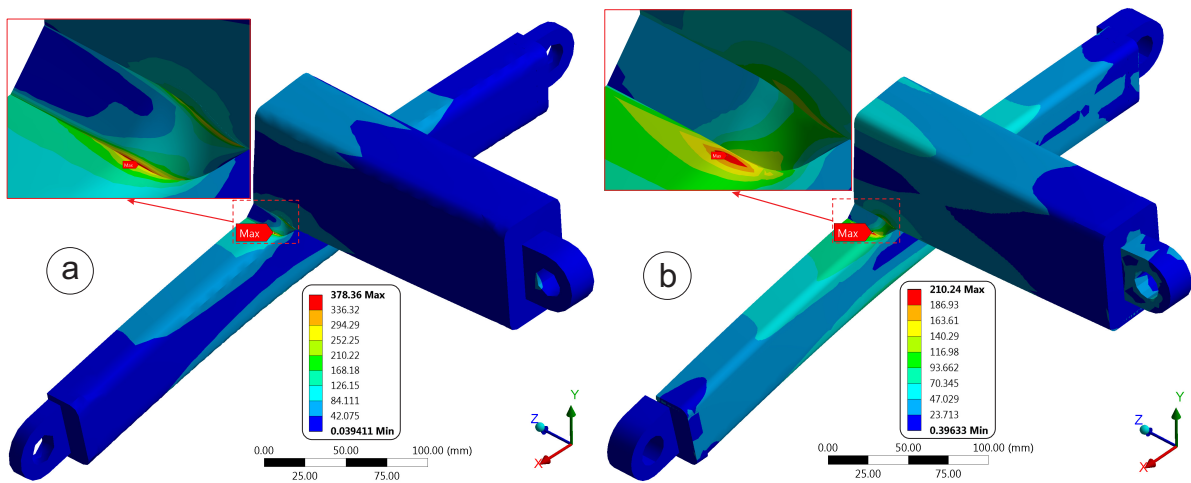 Max
Max
a
378.36 Max
336.32
294.29
252.25
210.22
168.18
126.15
84.111
42.075
0.039411 Min
0.00 50.00 100.00 (mm)
25.00 75.00
Y
Z
X
Max
Max
b
210.24 Max
186.93
163.61
140.29
116.98
93.662
70.345
47.029
23.713
0.39633 Min
0.00 50.00 100.00 (mm)
25.00 75.00
Y
Z
X